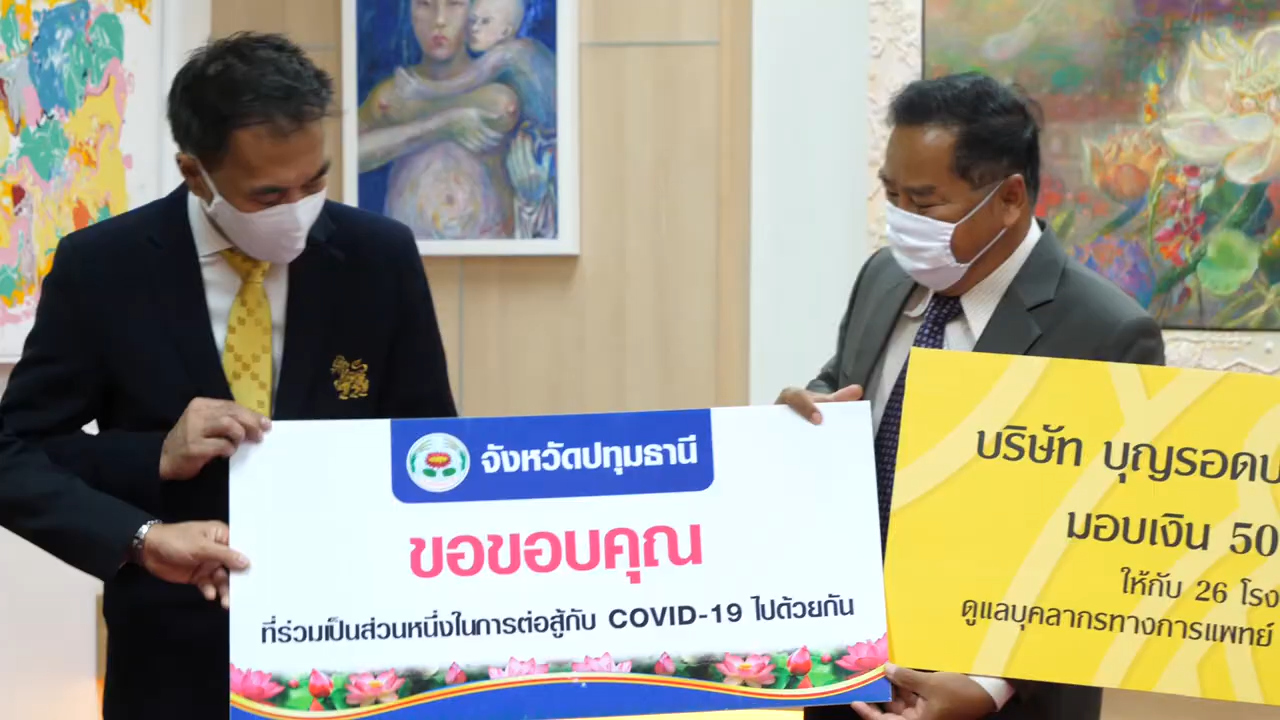 จังหวัดปทุมธานี
ขอขอบคุณ
ที่ร่วมเป็นส่วนหนึ่งในการต่อสู้กับ COVID-19 ไปด้วยกัน
บริษัท บุญรอดบ
มอบเงิน 50
ให้กับ 26 โรง
ดูแลบุคลากรทางการแพทย์